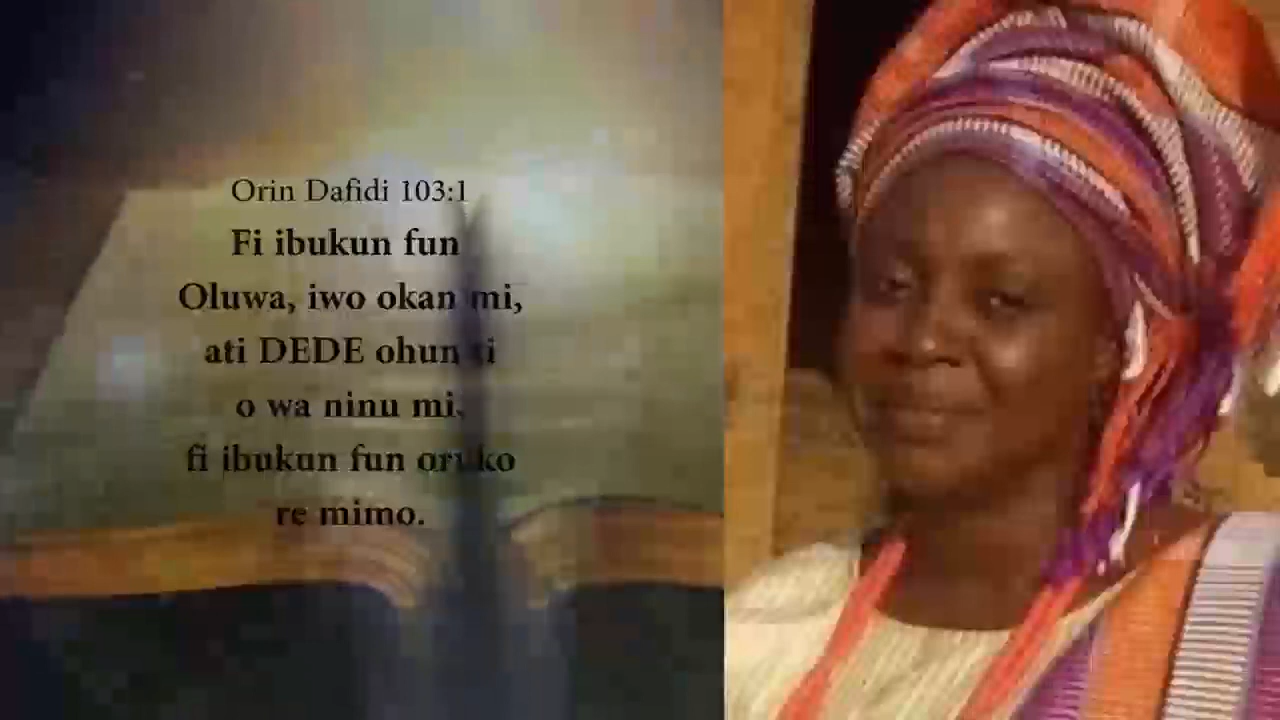 Orin Dafidi 103:1
Fi ibukun fun
Oluwa, iwo okan mi,
ati DEDE ohun ti
o wa ninu mi,
fi ibukun fun oruko
re mimo.